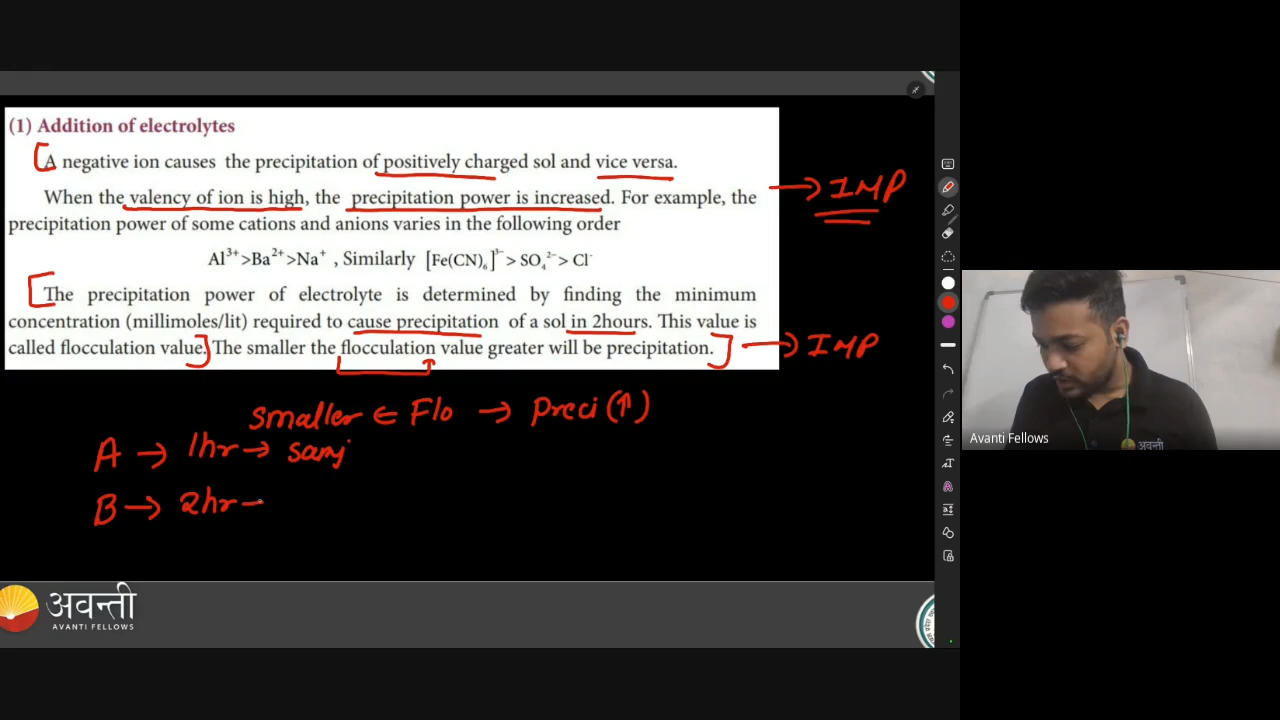 (1) Addition of electrolytes
A negative ion causes the precipitation of positively charged sol and vice versa.
When the valency of ion is high, the precipitation power is increased. For example, the
precipitation power of some cations and anions varies in the following order
Al³⁺>Ba²⁺>Na⁺ , Similarly [Fe(CN)₆]³⁻ > SO₄²⁻ > Cl⁻
The precipitation power of electrolyte is determined by finding the minimum
concentration (millimoles/lit) required to cause precipitation of a sol in 2hours. This value is
called flocculation value. The smaller the flocculation value greater will be precipitation.
→ IMP
→ IMP
smaller ∈ Flo → Preci (↑)
A → 1hr → samj
B → 2hr –
Avanti Fellows
अवन्ती
अवन्ती
AVANTI FELLOWS